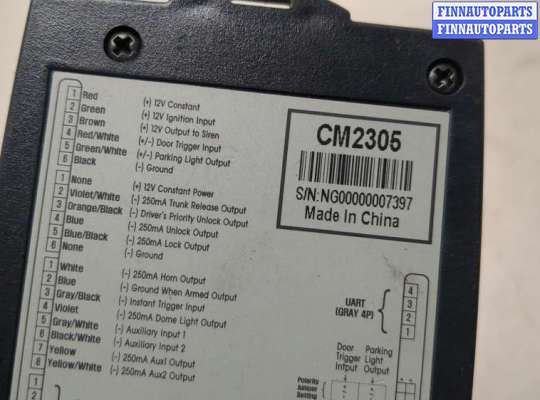 FINNAUTOPARTS
FINNAUTOPARTS
1 Red (+) 12V Constant
2 Green (+) 12V Ignition Input
3 Brown (+) 12V Output to Siren
4 Red/White (+/-) Door Trigger Input
5 Green/White (+/-) Parking Light Output
6 Black (-) Ground
1 None (+) 12V Constant Power
2 Violet/White (-) 250mA Trunk Release Output
3 Orange/Black (-) Driver's Priority Unlock Output
4 Blue (-) 250mA Unlock Output
5 Blue/Black (-) 250mA Lock Output
6 None (-) Ground
1 White (-) 250mA Horn Output
2 Blue (-) Ground When Armed Output
3 Gray/Black (-) Instant Trigger Input
4 Violet (-) 250mA Dome Light Output
5 Gray/White (-) Auxiliary Input 1
6 Black/White (-) Auxiliary Input 2
7 Yellow (-) 250mA Aux1 Output
8 Yellow/White (-) 250mA Aux2 Output
1
2
CM2305
S/N:NG00000007397
Made In China
UART
(GRAY 4P)
4
3
2
1
Door Parking
Trigger Light
Intput Output
Polarity
Jumper
Setting